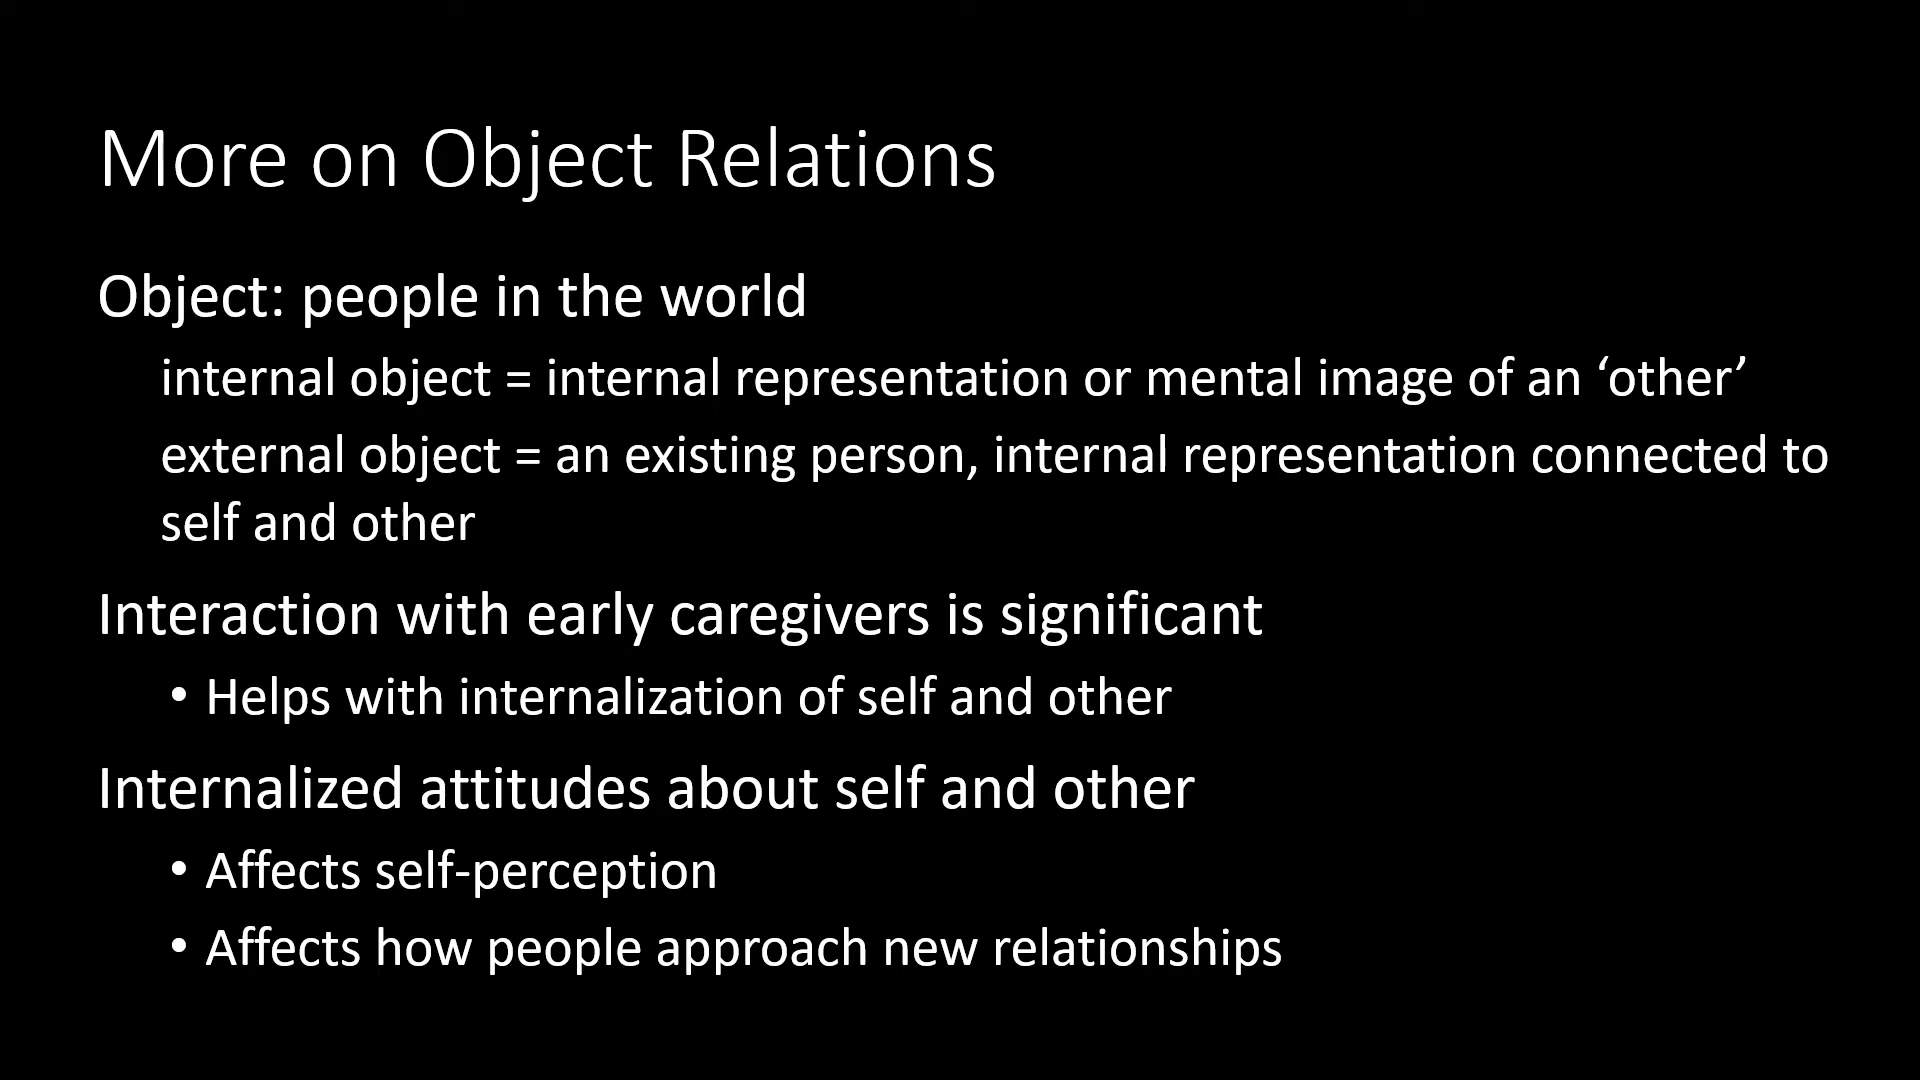 More on Object Relations
Object: people in the world
internal object = internal representation or mental image of an ‘other’
external object = an existing person, internal representation connected to
self and other
Interaction with early caregivers is significant
• Helps with internalization of self and other
Internalized attitudes about self and other
• Affects self-perception
• Affects how people approach new relationships